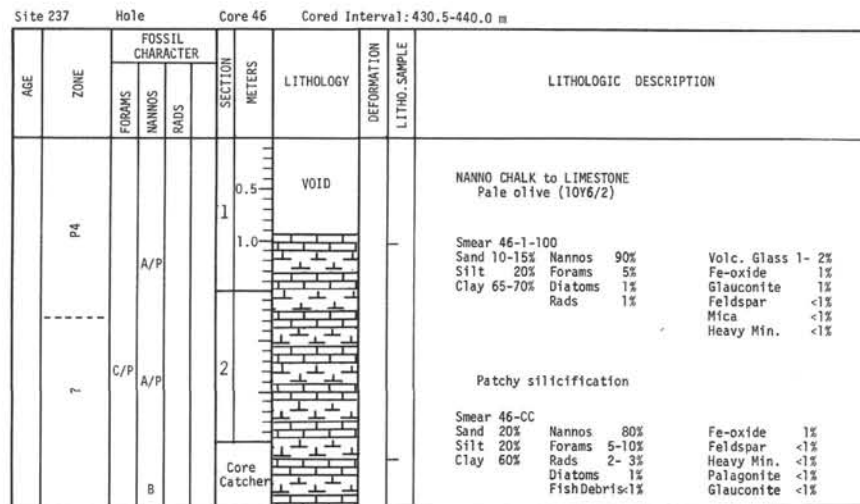 Site 237 Hole Core 46 Cored Interval: 430.5-440.0 m
AGE
ZONE
FOSSIL
CHARACTER
FORAMS
NANNOS
RADS
SECTION
METERS
LITHOLOGY
DEFORMATION
LITHO.SAMPLE
LITHOLOGIC DESCRIPTION
P4
?
C/P
A/P
A/P
B
1
2
0.5
1.0
VOID
Core
Catcher
NANNO CHALK to LIMESTONE
Pale olive (10Y6/2)
Smear 46-1-100
Sand 10-15% Nannos 90% Volc. Glass 1- 2%
Silt 20% Forams 5% Fe-oxide 1%
Clay 65-70% Diatoms 1% Glauconite 1%
Rads 1% Feldspar <1%
Mica <1%
Heavy Min. <1%
Patchy silicification
Smear 46-CC
Sand 20% Nannos 80% Fe-oxide 1%
Silt 20% Forams 5-10% Feldspar <1%
Clay 60% Rads 2- 3% Heavy Min. <1%
Diatoms 1% Palagonite <1%
Fish Debris<1% Glauconite <1%